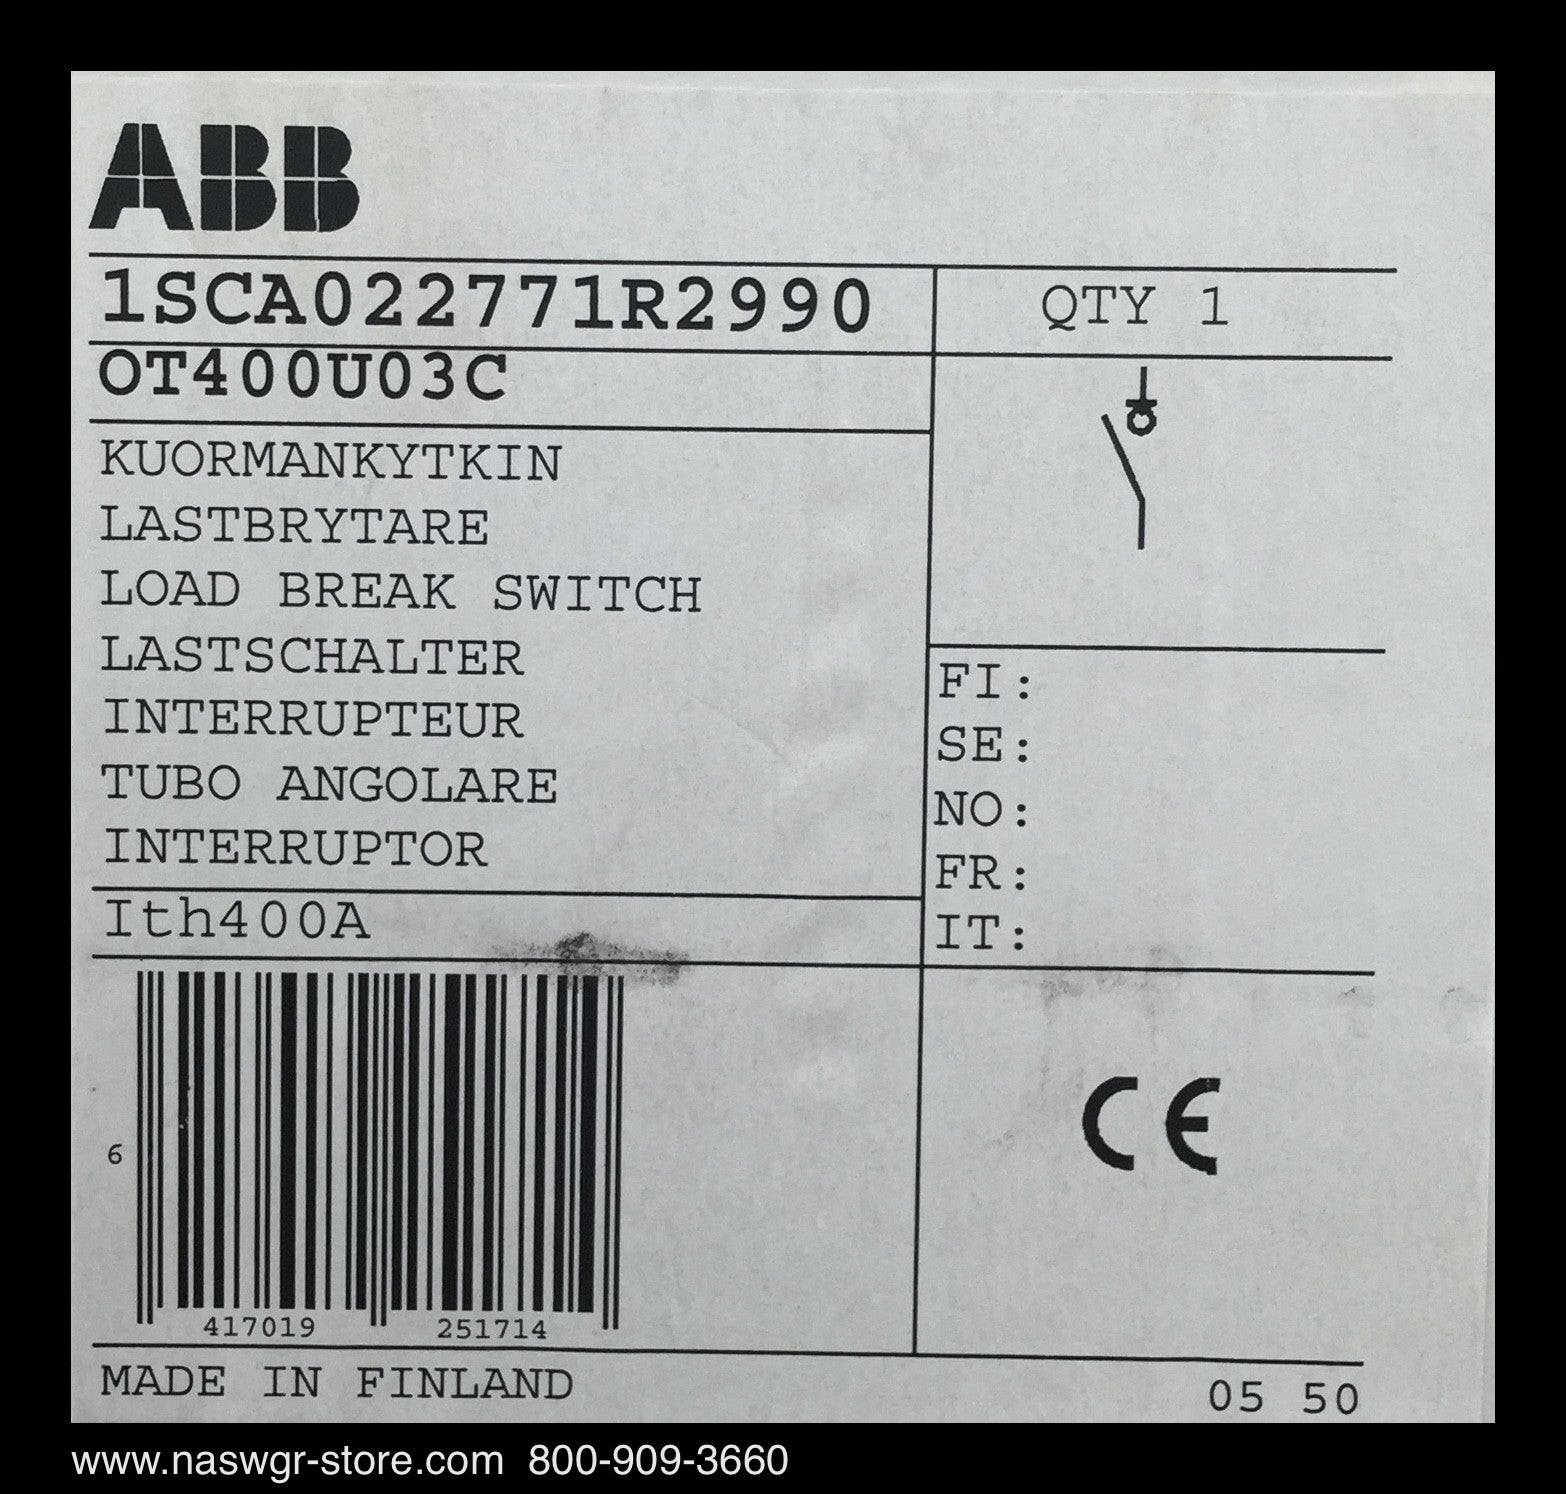 ABB
1SCA022771R2990
QTY 1
OT400U03C
KUORMANKYTKIN
LASTBRYTARE
LOAD BREAK SWITCH
LASTSCHALTER
INTERRUPTEUR
TUBO ANGOLARE
INTERRUPTOR
FI:
SE:
NO:
FR:
IT:
Ith400A
6 417019 251714
CE
MADE IN FINLAND
05 50
www.naswgr-store.com 800-909-3660